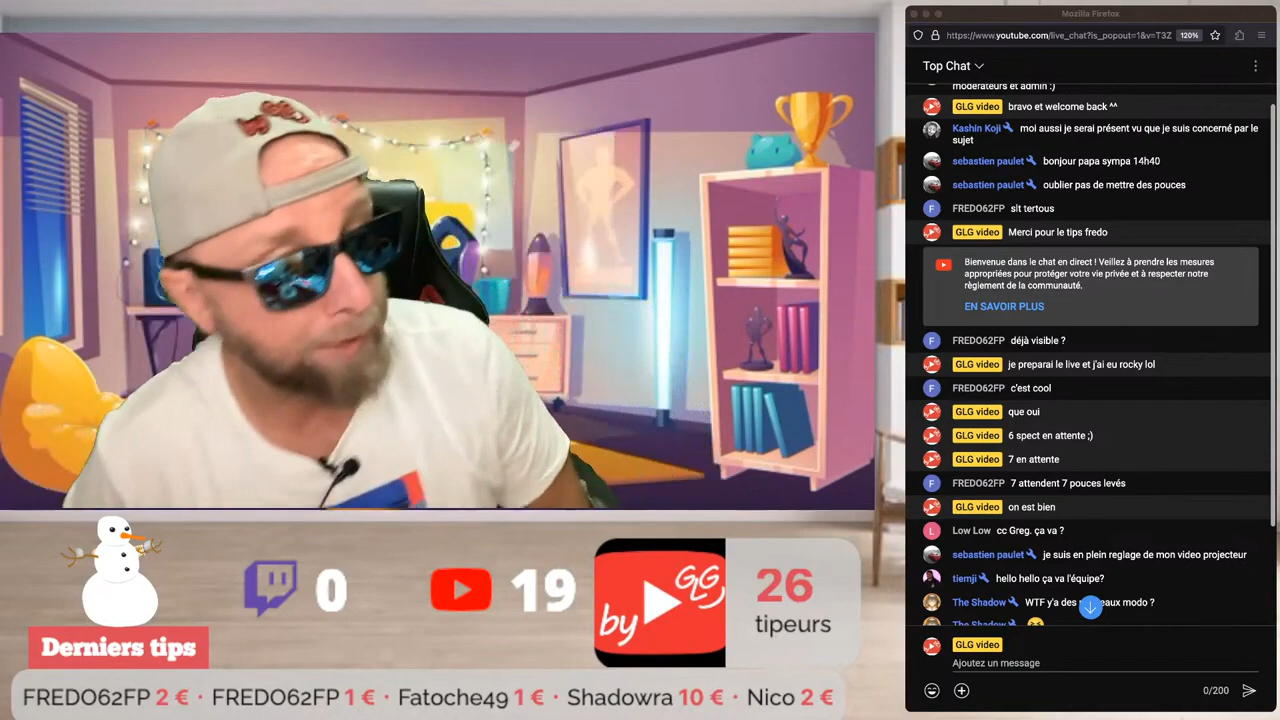 Mozilla Firefox
https://www.youtube.com/live_chat?is_popout=1&v=T3Z
120%
Top Chat
modérateurs et admin :)
GLG video bravo et welcome back ^^
Kashin Koji moi aussi je serai présent vu que je suis concerné par le
sujet
sebastien paulet bonjour papa sympa 14h40
sebastien paulet oublier pas de mettre des pouces
F FREDO62FP slt tertous
GLG video Merci pour le tips fredo
Bienvenue dans le chat en direct ! Veillez à prendre les mesures
appropriées pour protéger votre vie privée et à respecter notre
règlement de la communauté.
EN SAVOIR PLUS
F FREDO62FP déjà visible ?
GLG video je preparai le live et j'ai eu rocky lol
F FREDO62FP c'est cool
GLG video que oui
GLG video 6 spect en attente ;)
GLG video 7 en attente
F FREDO62FP 7 attendent 7 pouces levés
GLG video on est bien
L Low Low cc Greg. ça va ?
sebastien paulet je suis en plein reglage de mon video projecteur
tiemji hello hello ça va l'équipe?
The Shadow WTF y'a des eaux modo ?
The Shadow
GLG video
Ajoutez un message
0/200
0
19
by GLG
26
tipeurs
Derniers tips
FREDO62FP 2 € · FREDO62FP 1 € · Fatoche49 1 € · Shadowra 10 € · Nico 2 €